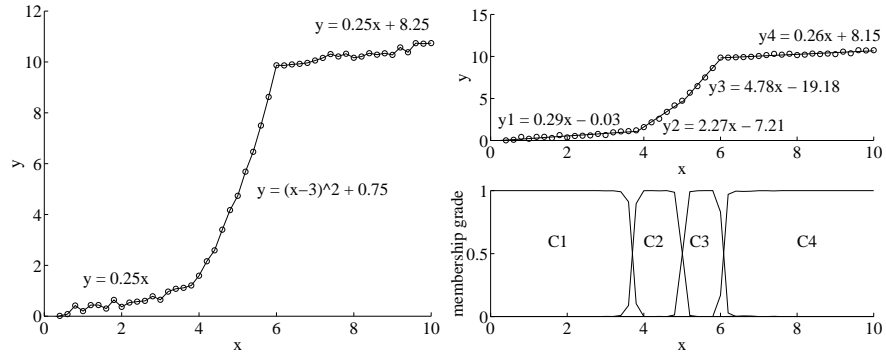 12
10
8
6
4
2
0
0 2 4 6 8 10
x
y
y = 0.25x + 8.25
y = (x−3)^2 + 0.75
y = 0.25x
15
10
5
0
0 2 4 6 8 10
x
y
y4 = 0.26x + 8.15
y3 = 4.78x − 19.18
y1 = 0.29x − 0.03
y2 = 2.27x − 7.21
1
0.5
0
0 2 4 6 8 10
x
membership grade
C1 C2 C3 C4